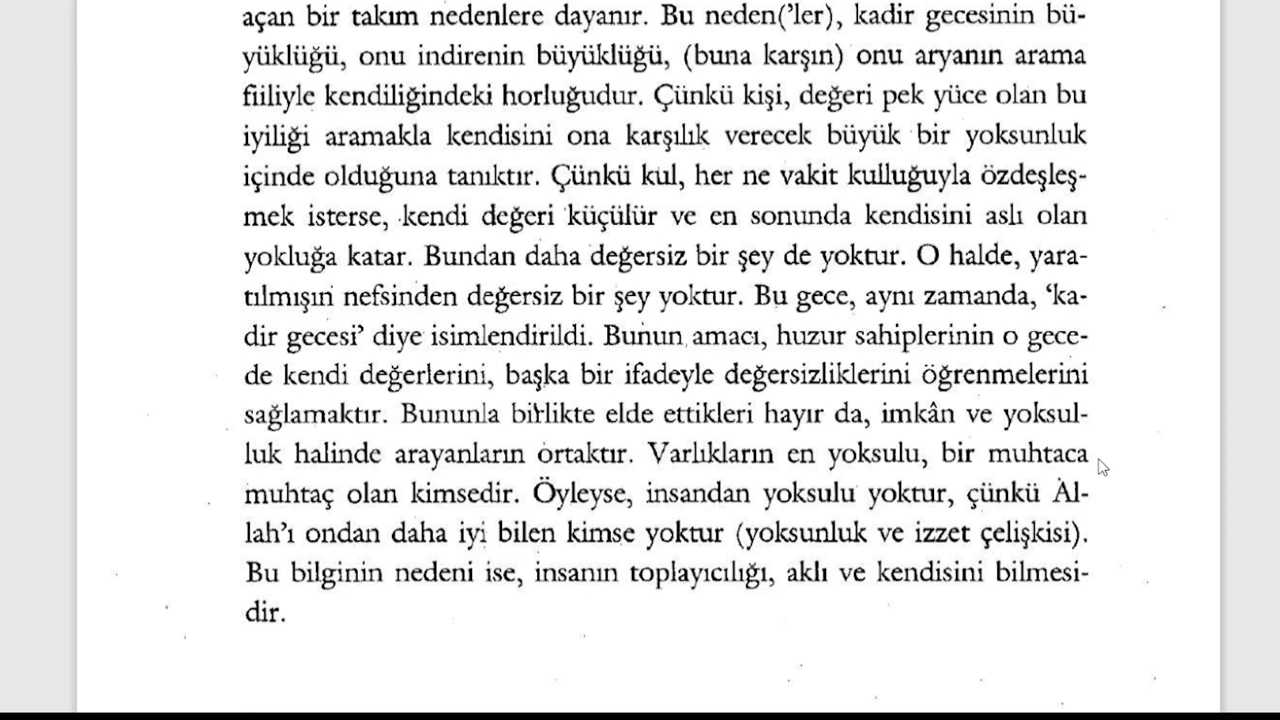 açan bir takım nedenlere dayanır. Bu neden('ler), kadir gecesinin bü-
yüklüğü, onu indirenin büyüklüğü, (buna karşın) onu aryanın arama
fiiliyle kendiliğindeki horluğudur. Çünkü kişi, değeri pek yüce olan bu
iyiliği aramakla kendisini ona karşılık verecek büyük bir yoksunluk
içinde olduğuna tanıktır. Çünkü kul, her ne vakit kulluğuyla özdeşleş-
mek isterse, kendi değeri küçülür ve en sonunda kendisini aslı olan
yokluğa katar. Bundan daha değersiz bir şey de yoktur. O halde, yara-
tılmışın nefsinden değersiz bir şey yoktur. Bu gece, aynı zamanda, 'ka-
dir gecesi' diye isimlendirildi. Bunun amacı, huzur sahiplerinin o gece-
de kendi değerlerini, başka bir ifadeyle değersizliklerini öğrenmelerini
sağlamaktır. Bununla birlikte elde ettikleri hayır da, imkân ve yoksul-
luk halinde arayanların ortaktır. Varlıkların en yoksulu, bir muhtaca
muhtaç olan kimsedir. Öyleyse, insandan yoksulu yoktur, çünkü Al-
lah'ı ondan daha iyi bilen kimse yoktur (yoksunluk ve izzet çelişkisi).
Bu bilginin nedeni ise, insanın toplayıcılığı, aklı ve kendisini bilmesi-
dir.